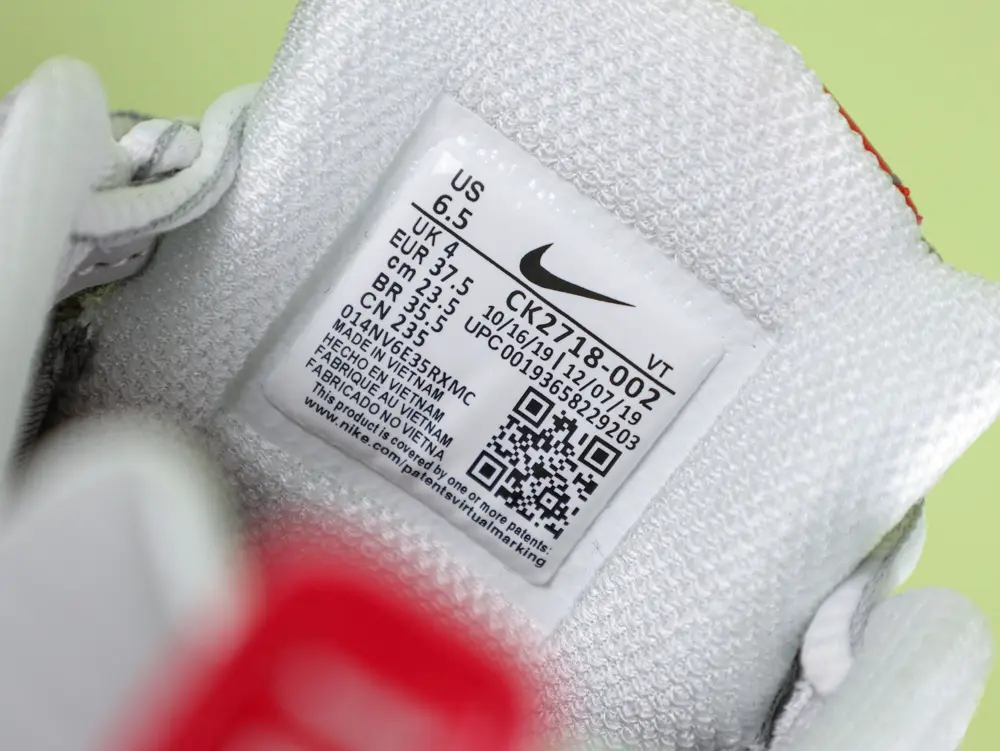 US
6.5
UK 4
EUR 37.5
cm 23.5
BR 35.5
CN 235
014NV6E35RXMC
MADE IN VIETNAM
HECHO EN VIETNAM
FABRIQUE AU VIETNAM
FABRICADO NO VIETNA
This product is covered by one or more patents:
www.nike.com/patentsvirtualmarking
VT
CK2718-002
10/16/19 | 12/07/19
UPC00193658229203